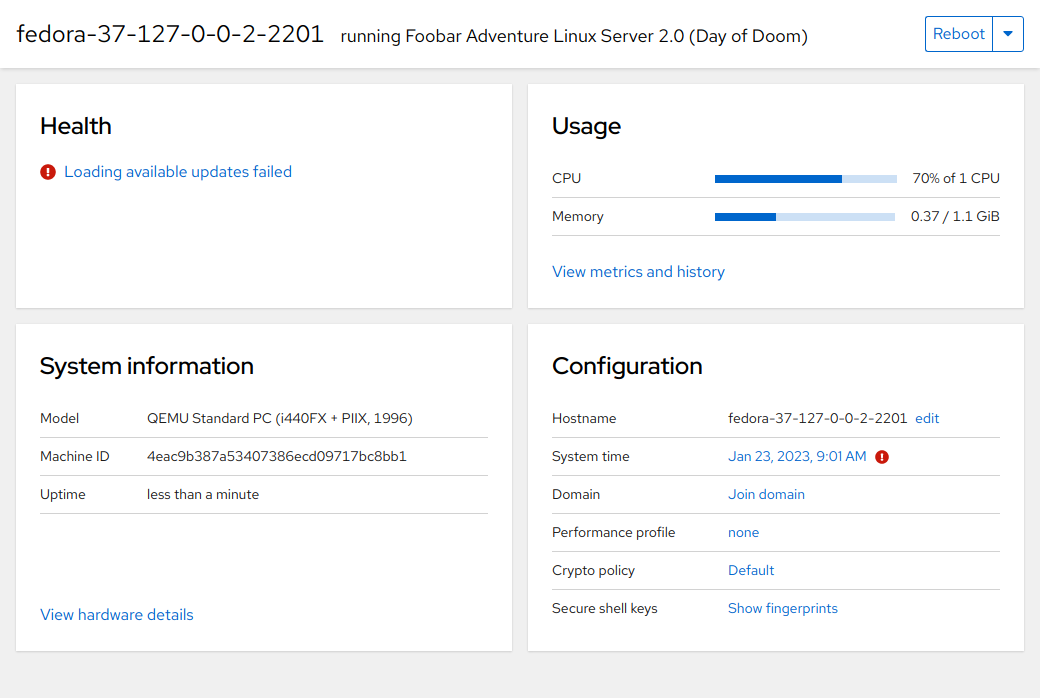 fedora-37-127-0-0-2-2201 running Foobar Adventure Linux Server 2.0 (Day of Doom) Reboot
Health
Loading available updates failed
Usage
CPU 70% of 1 CPU
Memory 0.37 / 1.1 GiB
View metrics and history
System information
Model QEMU Standard PC (i440FX + PIIX, 1996)
Machine ID 4eac9b387a53407386ecd09717bc8bb1
Uptime less than a minute
View hardware details
Configuration
Hostname fedora-37-127-0-0-2-2201 edit
System time Jan 23, 2023, 9:01 AM
Domain Join domain
Performance profile none
Crypto policy Default
Secure shell keys Show fingerprints